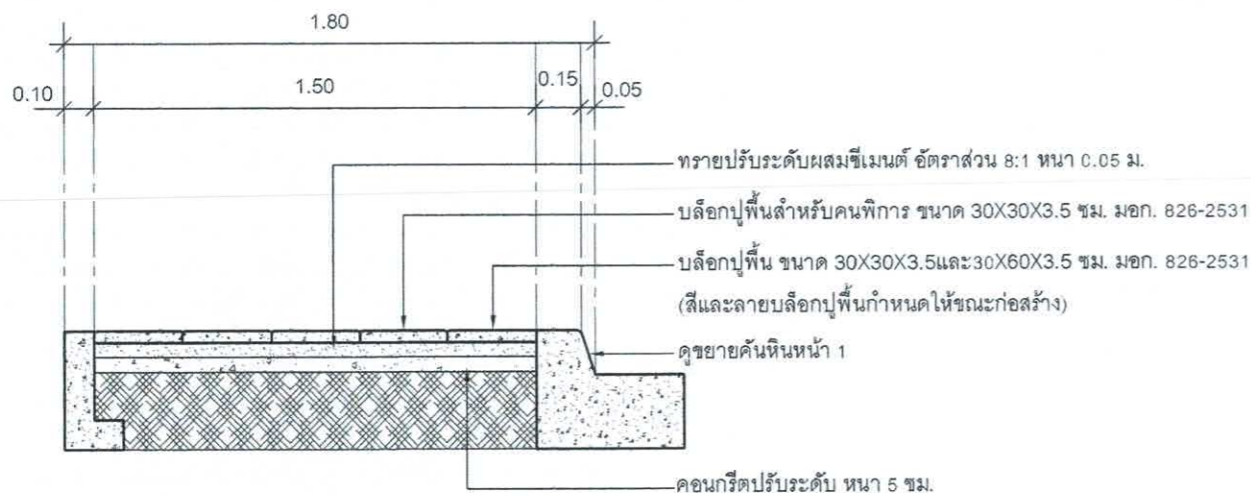 1.80
0.10
1.50
0.15
0.05
ทรายปรับระดับผสมซีเมนต์ อัตราส่วน 8:1 หนา 0.05 ม.
บล็อกปูพื้นสำหรับคนพิการ ขนาด 30X30X3.5 ซม. มอก. 826-2531
บล็อกปูพื้น ขนาด 30X30X3.5และ30X60X3.5 ซม. มอก. 826-2531
(สีและลายบล็อกปูพื้นกำหนดให้ขณะก่อสร้าง)
ดูขยายคันหินหน้า 1
คอนกรีตปรับระดับ หนา 5 ซม.